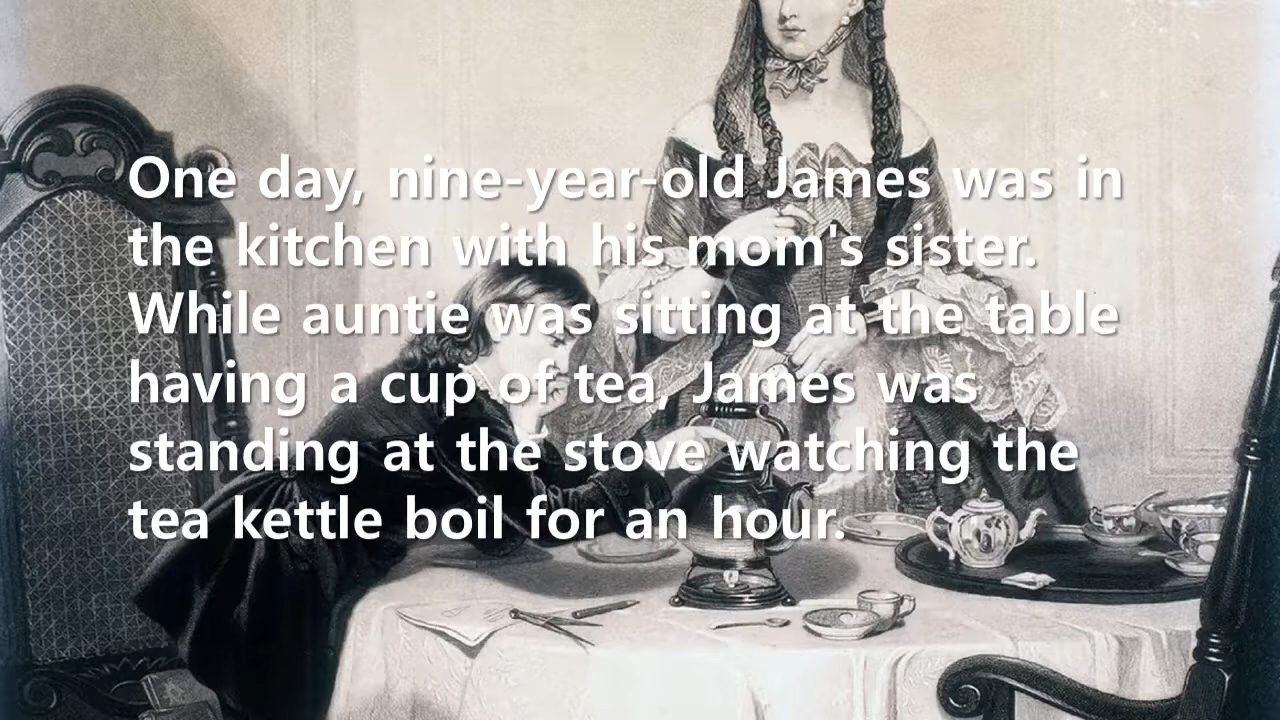 One day, nine-year-old James was in
the kitchen with his mom's sister.
While auntie was sitting at the table
having a cup of tea, James was
standing at the stove watching the
tea kettle boil for an hour.